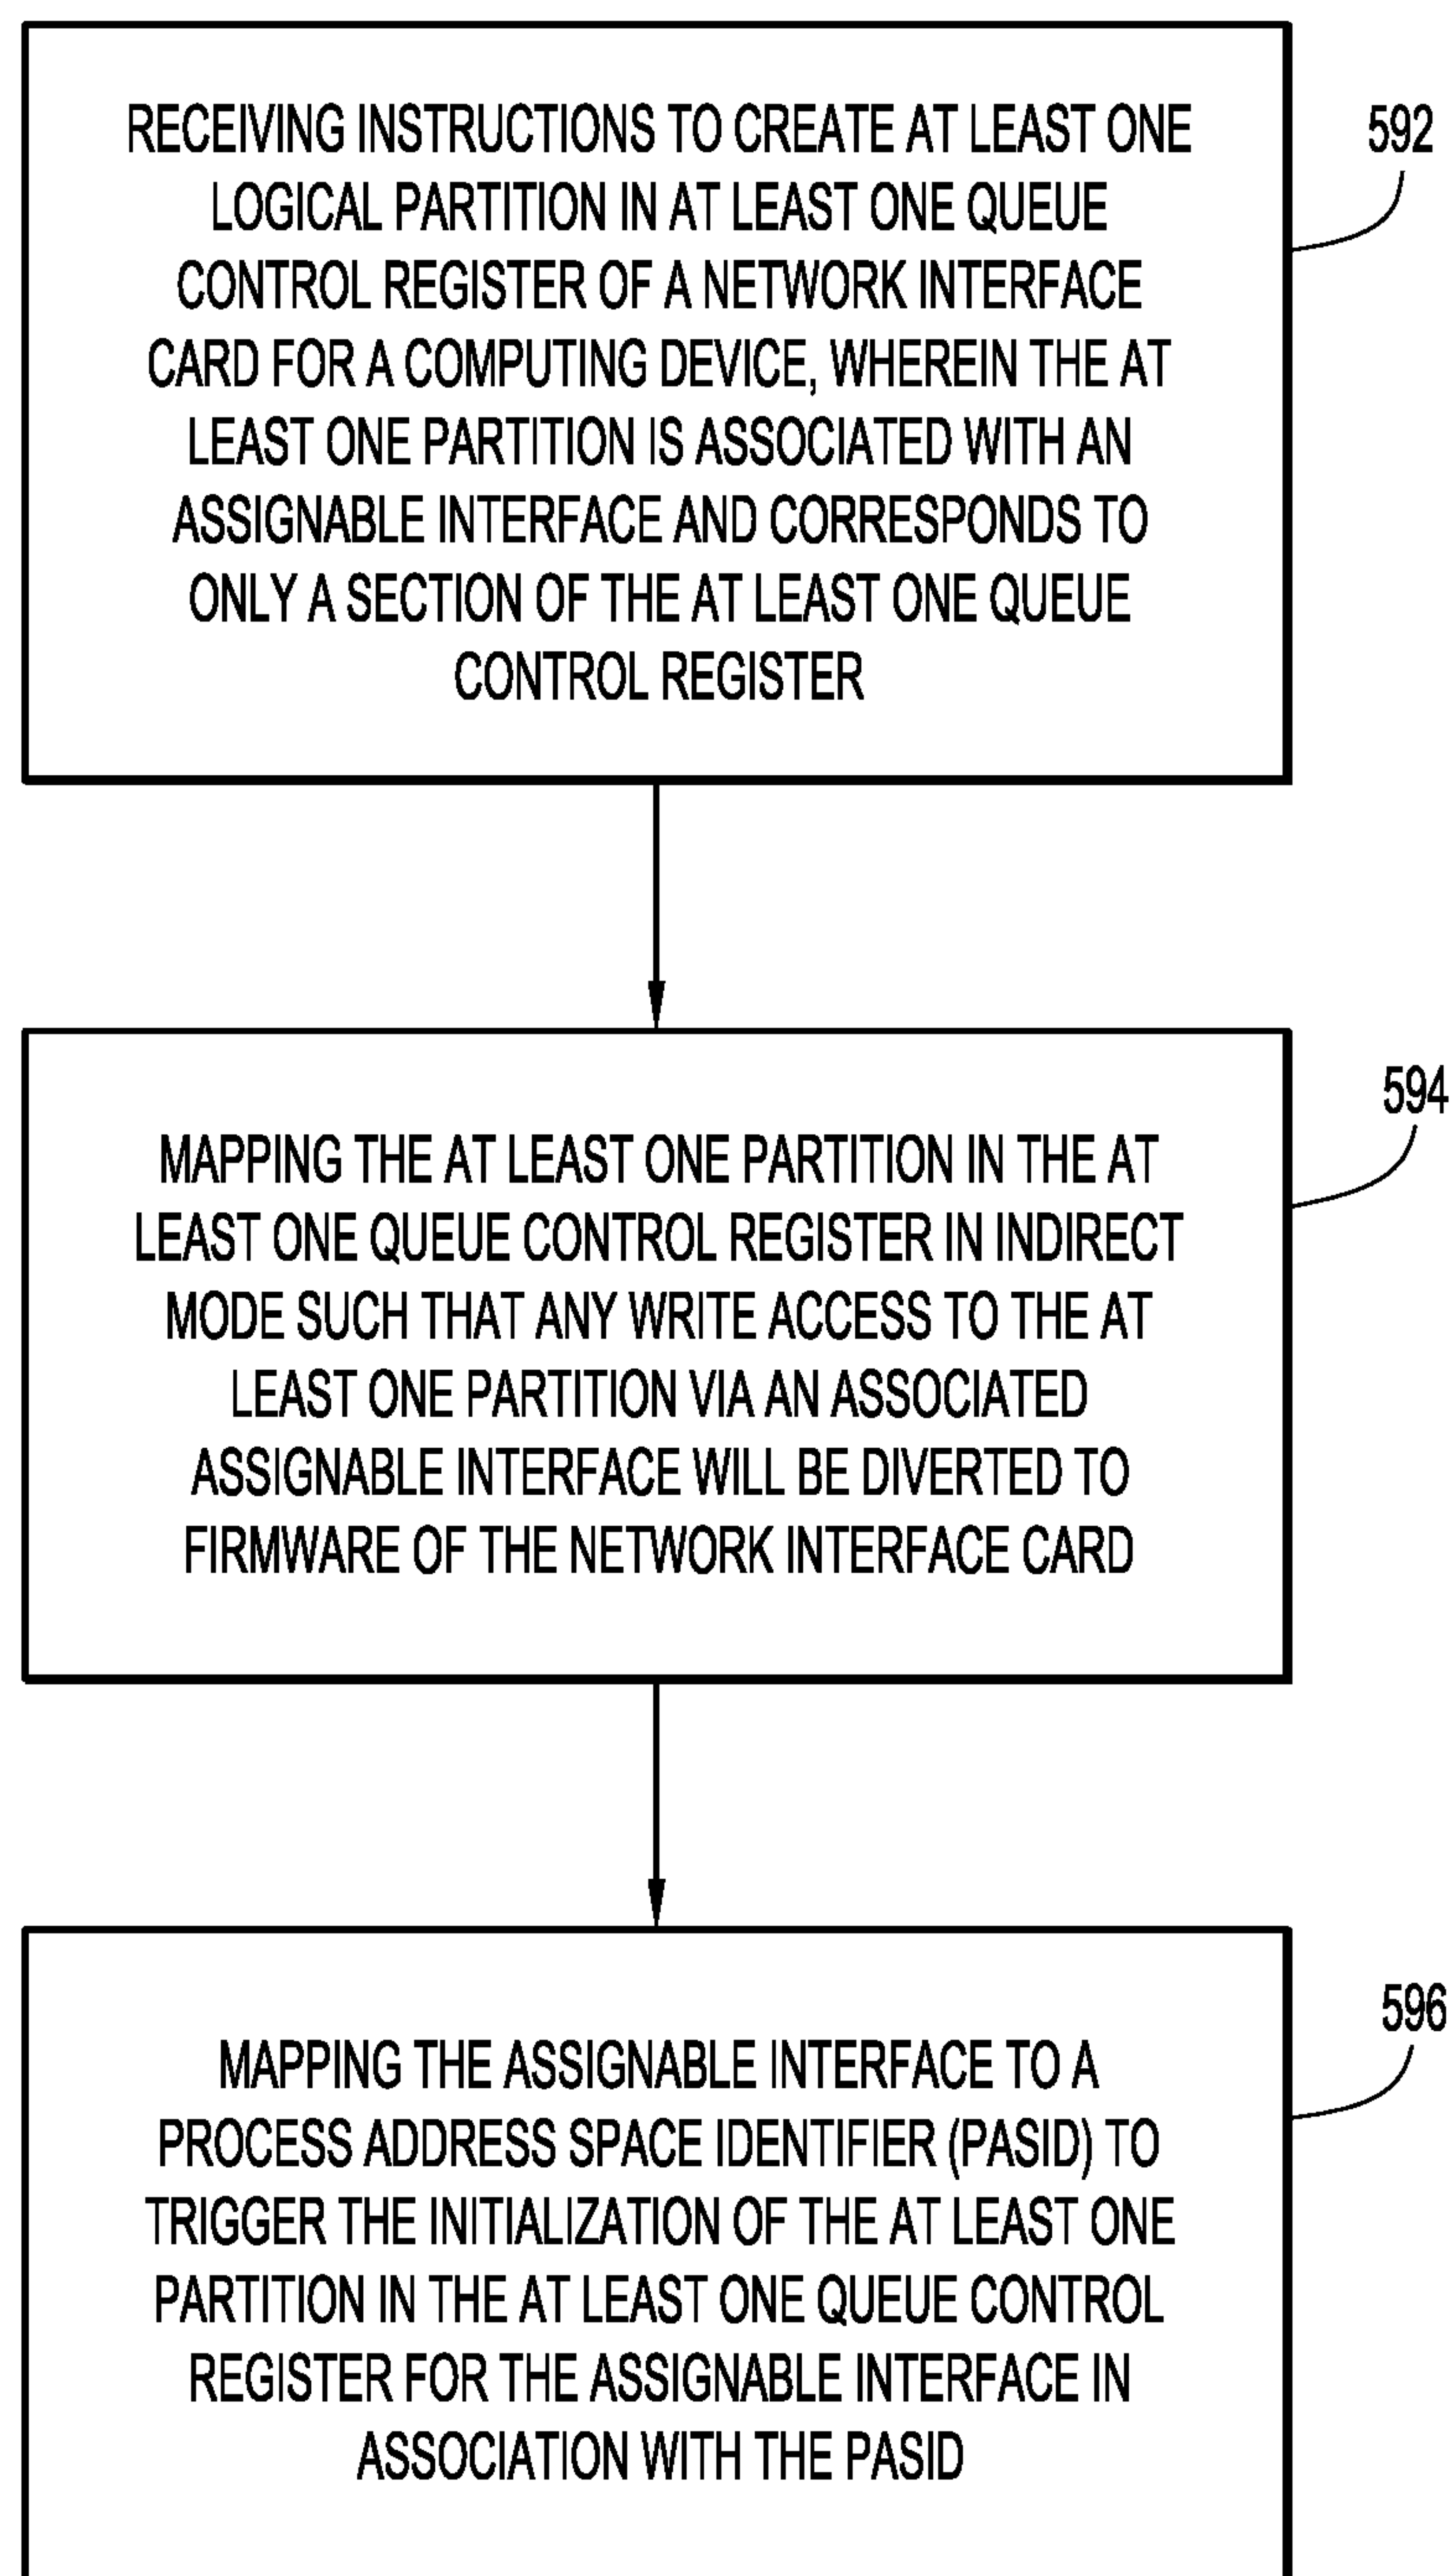 RECEIVING INSTRUCTIONS TO CREATE AT LEAST ONE
LOGICAL PARTITION IN AT LEAST ONE QUEUE
CONTROL REGISTER OF A NETWORK INTERFACE
CARD FOR A COMPUTING DEVICE, WHEREIN THE AT
LEAST ONE PARTITION IS ASSOCIATED WITH AN
ASSIGNABLE INTERFACE AND CORRESPONDS TO
ONLY A SECTION OF THE AT LEAST ONE QUEUE
CONTROL REGISTER
592
MAPPING THE AT LEAST ONE PARTITION IN THE AT
LEAST ONE QUEUE CONTROL REGISTER IN INDIRECT
MODE SUCH THAT ANY WRITE ACCESS TO THE AT
LEAST ONE PARTITION VIA AN ASSOCIATED
ASSIGNABLE INTERFACE WILL BE DIVERTED TO
FIRMWARE OF THE NETWORK INTERFACE CARD
594
MAPPING THE ASSIGNABLE INTERFACE TO A
PROCESS ADDRESS SPACE IDENTIFIER (PASID) TO
TRIGGER THE INITIALIZATION OF THE AT LEAST ONE
PARTITION IN THE AT LEAST ONE QUEUE CONTROL
REGISTER FOR THE ASSIGNABLE INTERFACE IN
ASSOCIATION WITH THE PASID
596